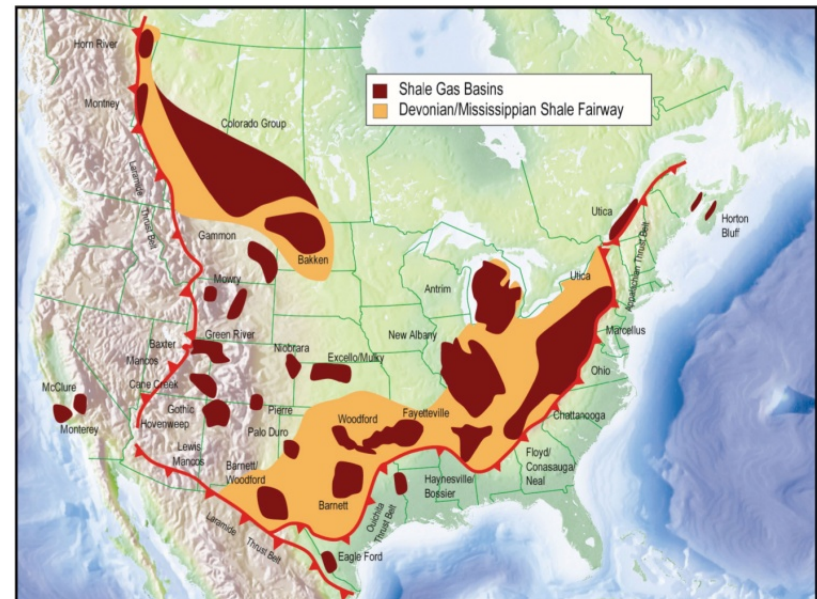 Horn River
Montney
Colorado Group
Shale Gas Basins
Devonian/Mississippian Shale Fairway
Laramide
Thrust Belt
Gammon
Bakken
Utica
Horton
Bluff
Appalachian Thrust Belt
Utica
Antrim
Mowry
Marcellus
New Albany
Green River
Baxter
Mancos
Niobrara
Excello/Mulky
Ohio
McClure
Cane Creek
Monterey
Gothic
Hovenweep
Pierre
Palo Duro
Woodford
Fayetteville
Chattanooga
Lewis
Mancos
Barnett/
Woodford
Barnett
Haynesville/
Bossier
Floyd/
Conasauga/
Neal
Ouichita
Thrust Belt
Laramide
Thrust Belt
Eagle Ford